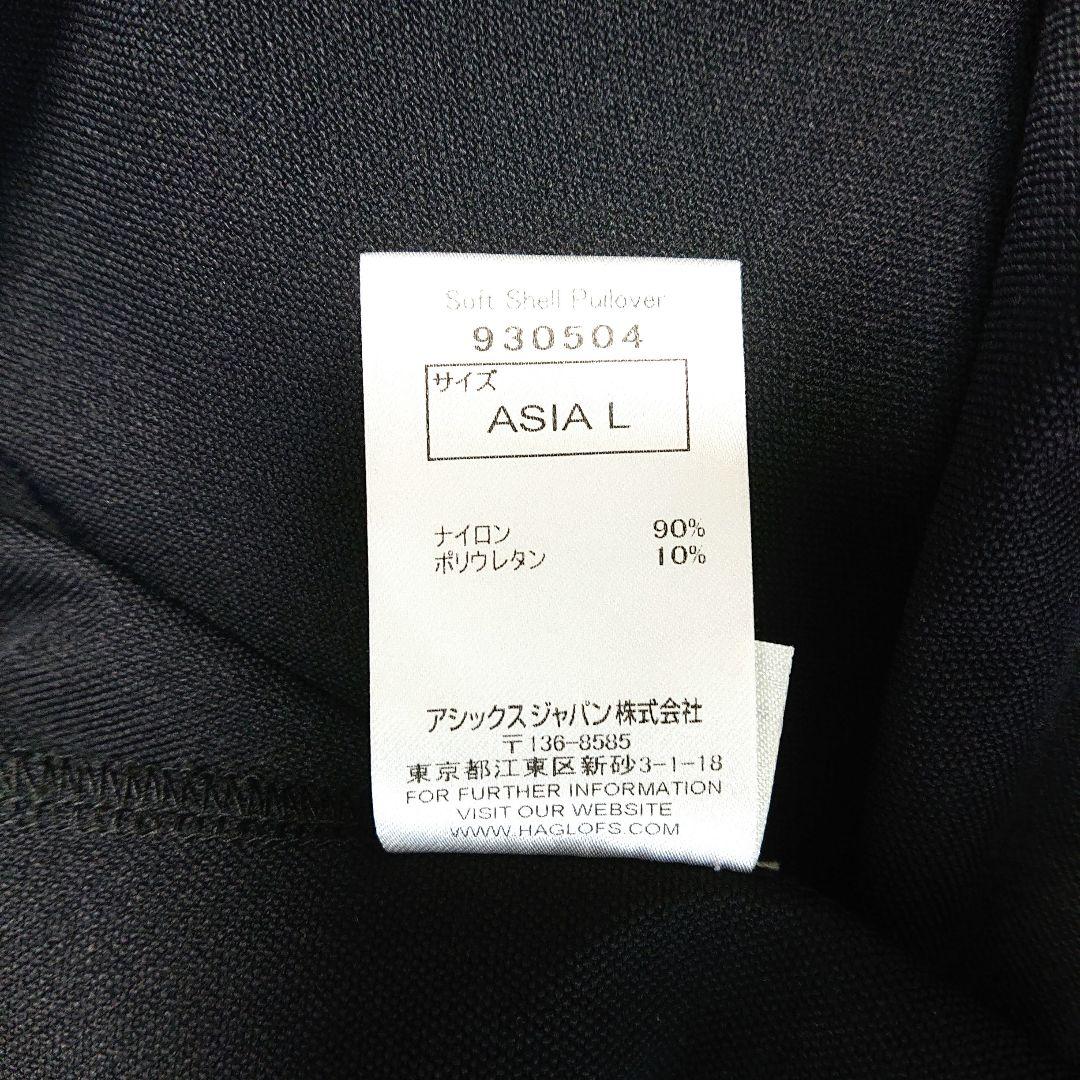 Soft Shell Pullover
930504
サイズ
ASIA L
ナイロン 90%
ポリウレタン 10%
アシックスジャパン株式会社
〒136-8585
東京都江東区新砂3-1-18
FOR FURTHER INFORMATION
VISIT OUR WEBSITE
WWW.HAGLOFS.COM